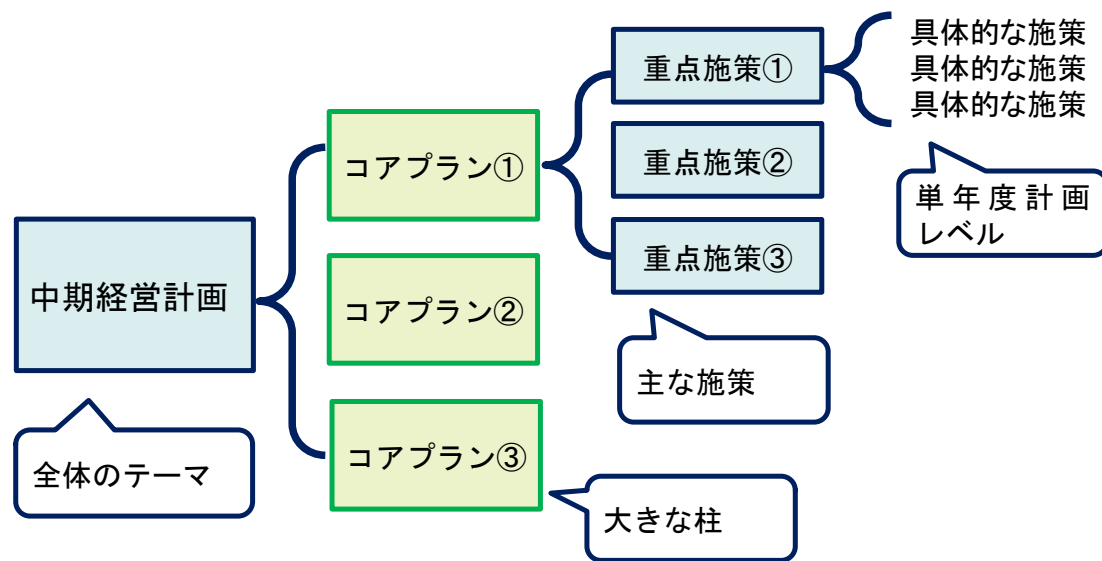 中期経営計画
全体のテーマ
コアプラン①
コアプラン②
コアプラン③
大きな柱
重点施策①
重点施策②
重点施策③
主な施策
具体的な施策
具体的な施策
具体的な施策
単年度計画
レベル